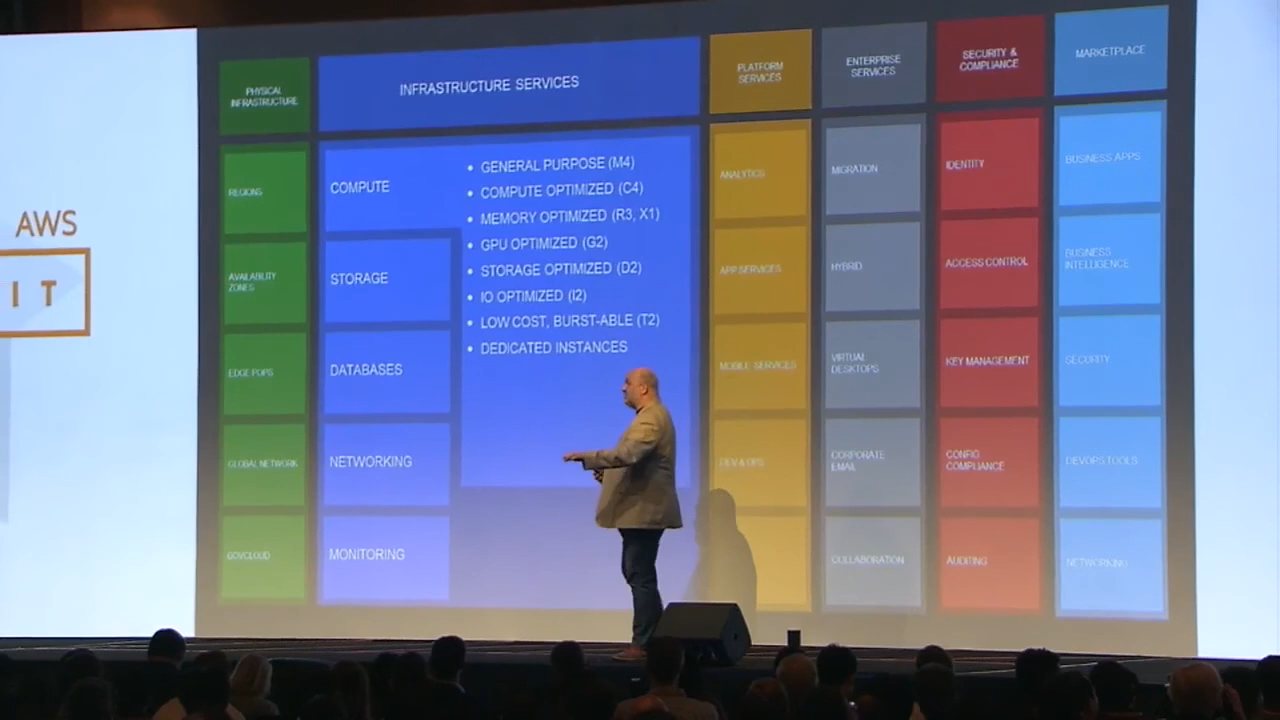 AWS
I T
PHYSICAL
INFRASTRUCTURE
INFRASTRUCTURE SERVICES
PLATFORM
SERVICES
ENTERPRISE
SERVICES
SECURITY &
COMPLIANCE
MARKETPLACE
REGIONS
AVAILABILITY
ZONES
EDGE POPS
GLOBAL NETWORK
GOVCLOUD
COMPUTE
STORAGE
DATABASES
NETWORKING
MONITORING
• GENERAL PURPOSE (M4)
• COMPUTE OPTIMIZED (C4)
• MEMORY OPTIMIZED (R3, X1)
• GPU OPTIMIZED (G2)
• STORAGE OPTIMIZED (D2)
• IO OPTIMIZED (I2)
• LOW COST, BURST-ABLE (T2)
• DEDICATED INSTANCES
ANALYTICS
APP SERVICES
MOBILE SERVICES
DEV & OPS
MIGRATION
HYBRID
VIRTUAL
DESKTOPS
CORPORATE
EMAIL
COLLABORATION
IDENTITY
ACCESS CONTROL
KEY MANAGEMENT
CONFIG
COMPLIANCE
AUDITING
BUSINESS APPS
BUSINESS
INTELLIGENCE
SECURITY
DEVOPS TOOLS
NETWORKING